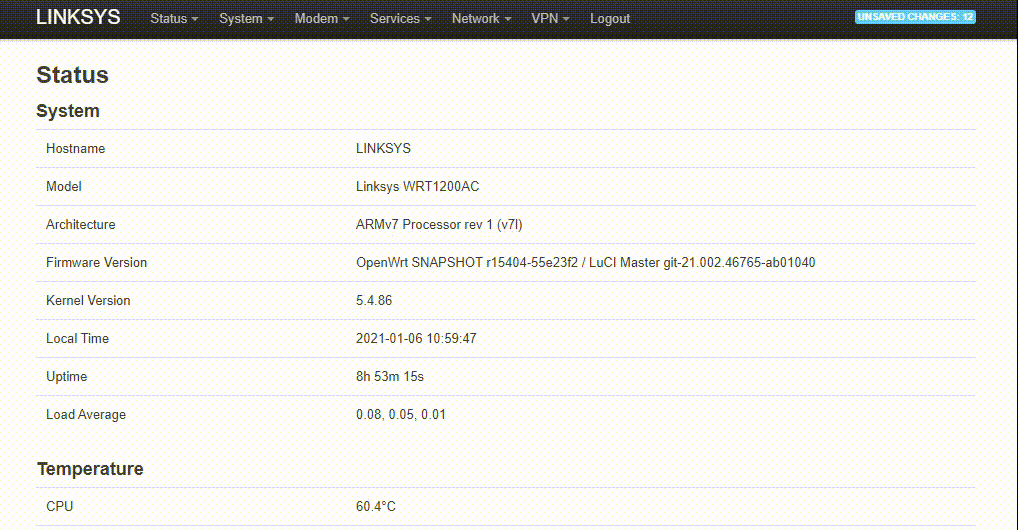 LINKSYS Status System Modem Services Network VPN Logout UNSAVED CHANGES: 12
Status
System
Hostname LINKSYS
Model Linksys WRT1200AC
Architecture ARMv7 Processor rev 1 (v7l)
Firmware Version OpenWrt SNAPSHOT r15404-55e23f2 / LuCI Master git-21.002.46765-ab01040
Kernel Version 5.4.86
Local Time 2021-01-06 10:59:47
Uptime 8h 53m 15s
Load Average 0.08, 0.05, 0.01
Temperature
CPU 60.4°C